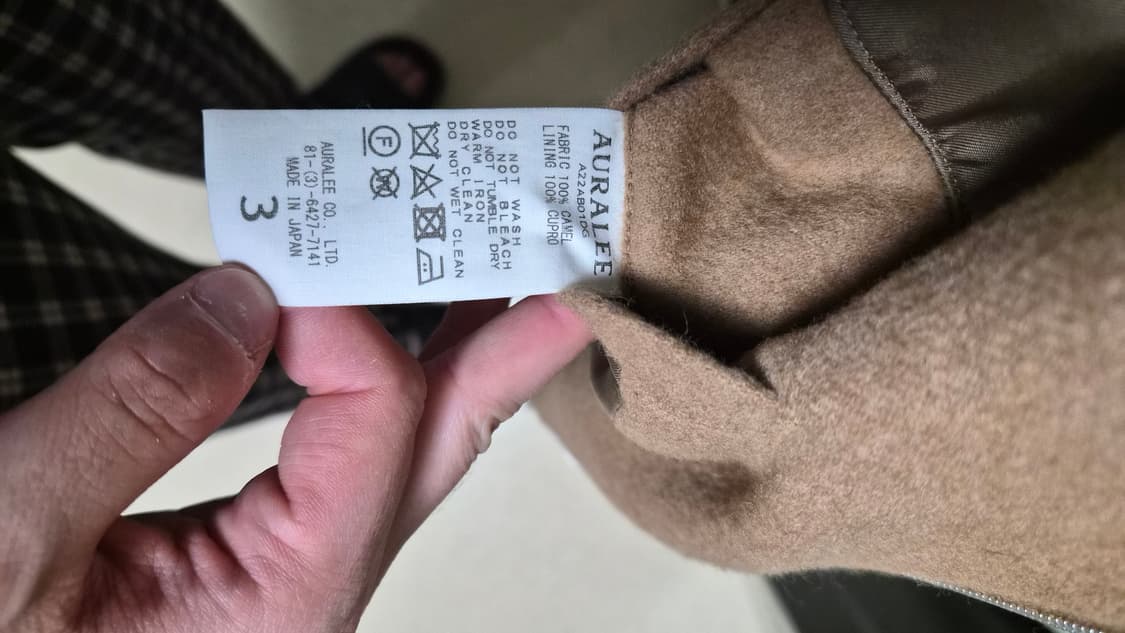 AURALEE
A22AB01DG
FABRIC 100% CAMEL
LINING 100% CUPRO
DO NOT WASH
DO NOT BLEACH
DO NOT TUMBLE DRY
WARM IRON
DRY CLEAN
DO NOT WET CLEAN
F W
AURALEE CO., LTD.
81-(3)-6427-7141
MADE IN JAPAN
3